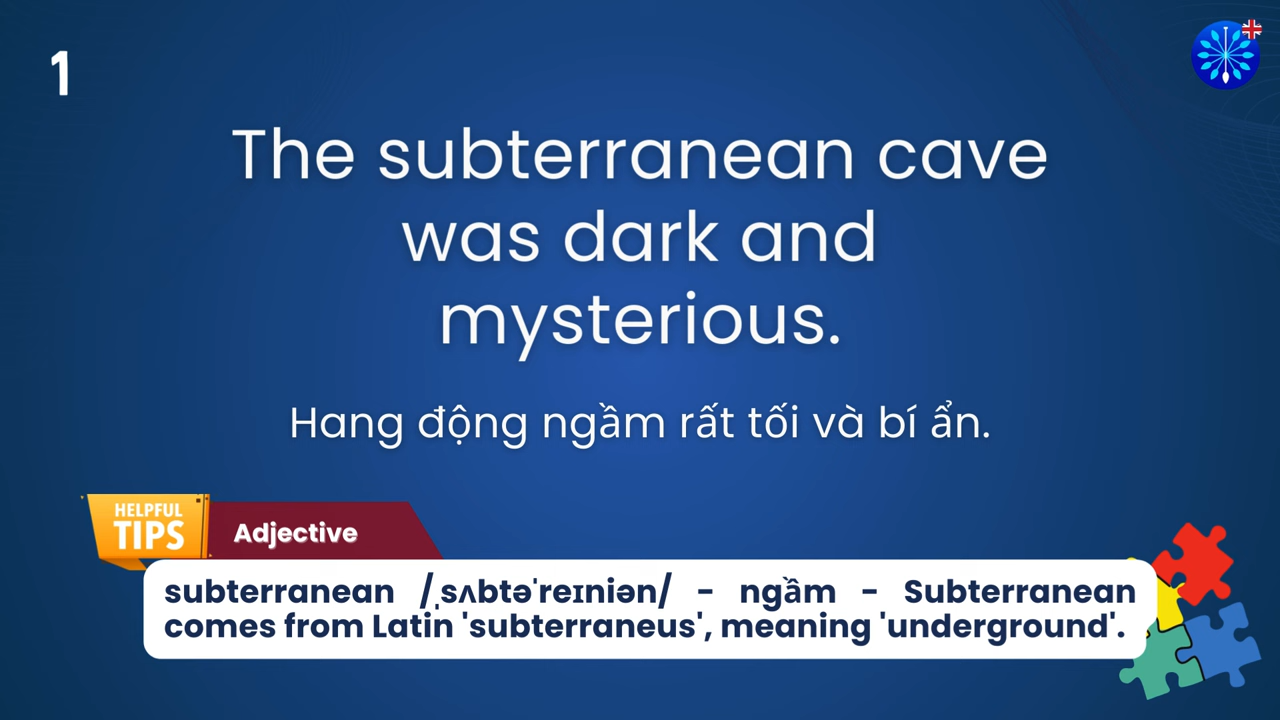 1
The subterranean cave
was dark and
mysterious.
Hang động ngầm rất tối và bí ẩn.
HELPFUL
TIPS
Adjective
subterranean /ˌsʌbtəˈreɪniən/ - ngầm - Subterranean
comes from Latin 'subterraneus', meaning 'underground'.